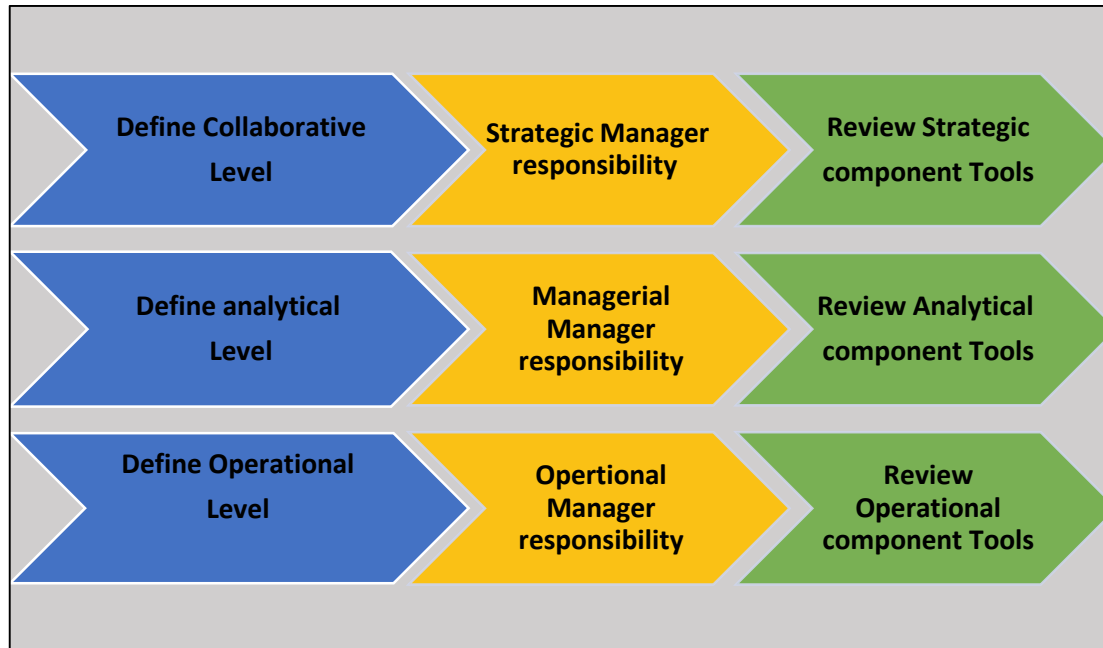 Define Collaborative
Level
Strategic Manager
responsibility
Review Strategic
component Tools
Define analytical
Level
Managerial
Manager
responsibility
Review Analytical
component Tools
Define Operational
Level
Opertional
Manager
responsibility
Review
Operational
component Tools